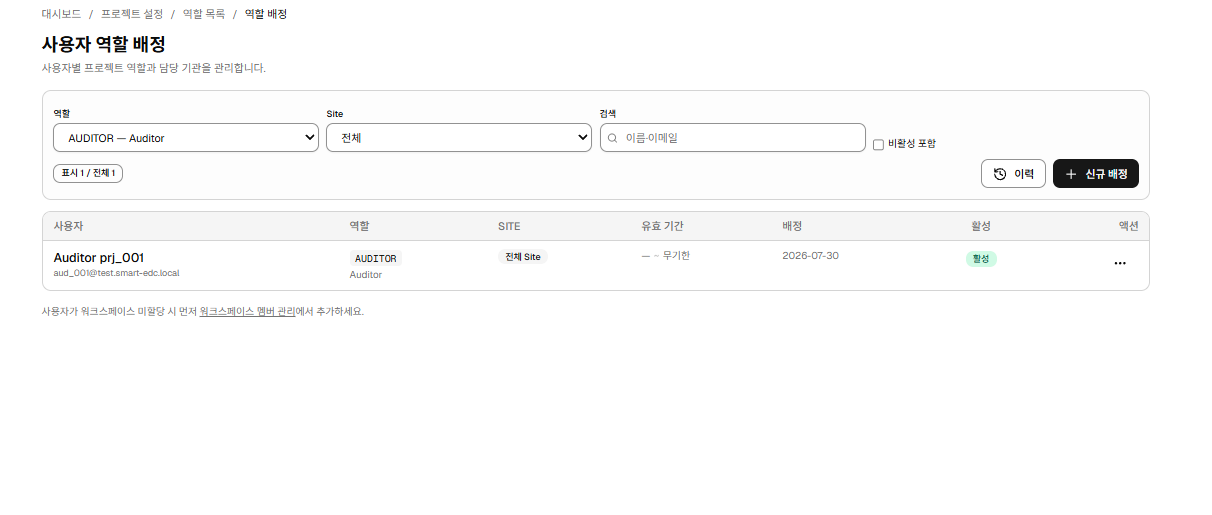 대시보드 / 프로젝트 설정 / 역할 목록 / 역할 배정
사용자 역할 배정
사용자별 프로젝트 역할과 담당 기관을 관리합니다.
역할 Site 검색
AUDITOR — Auditor 전체 이름·이메일 비활성 포함
표시 1 / 전체 1 이력 신규 배정
사용자 역할 SITE 유효 기간 배정 활성 액션
Auditor prj_001 AUDITOR 전체 Site — ~ 무기한 2026-07-30 활성 ...
aud_001@test.smart-edc.local Auditor
사용자가 워크스페이스 미할당 시 먼저 워크스페이스 멤버 관리에서 추가하세요.